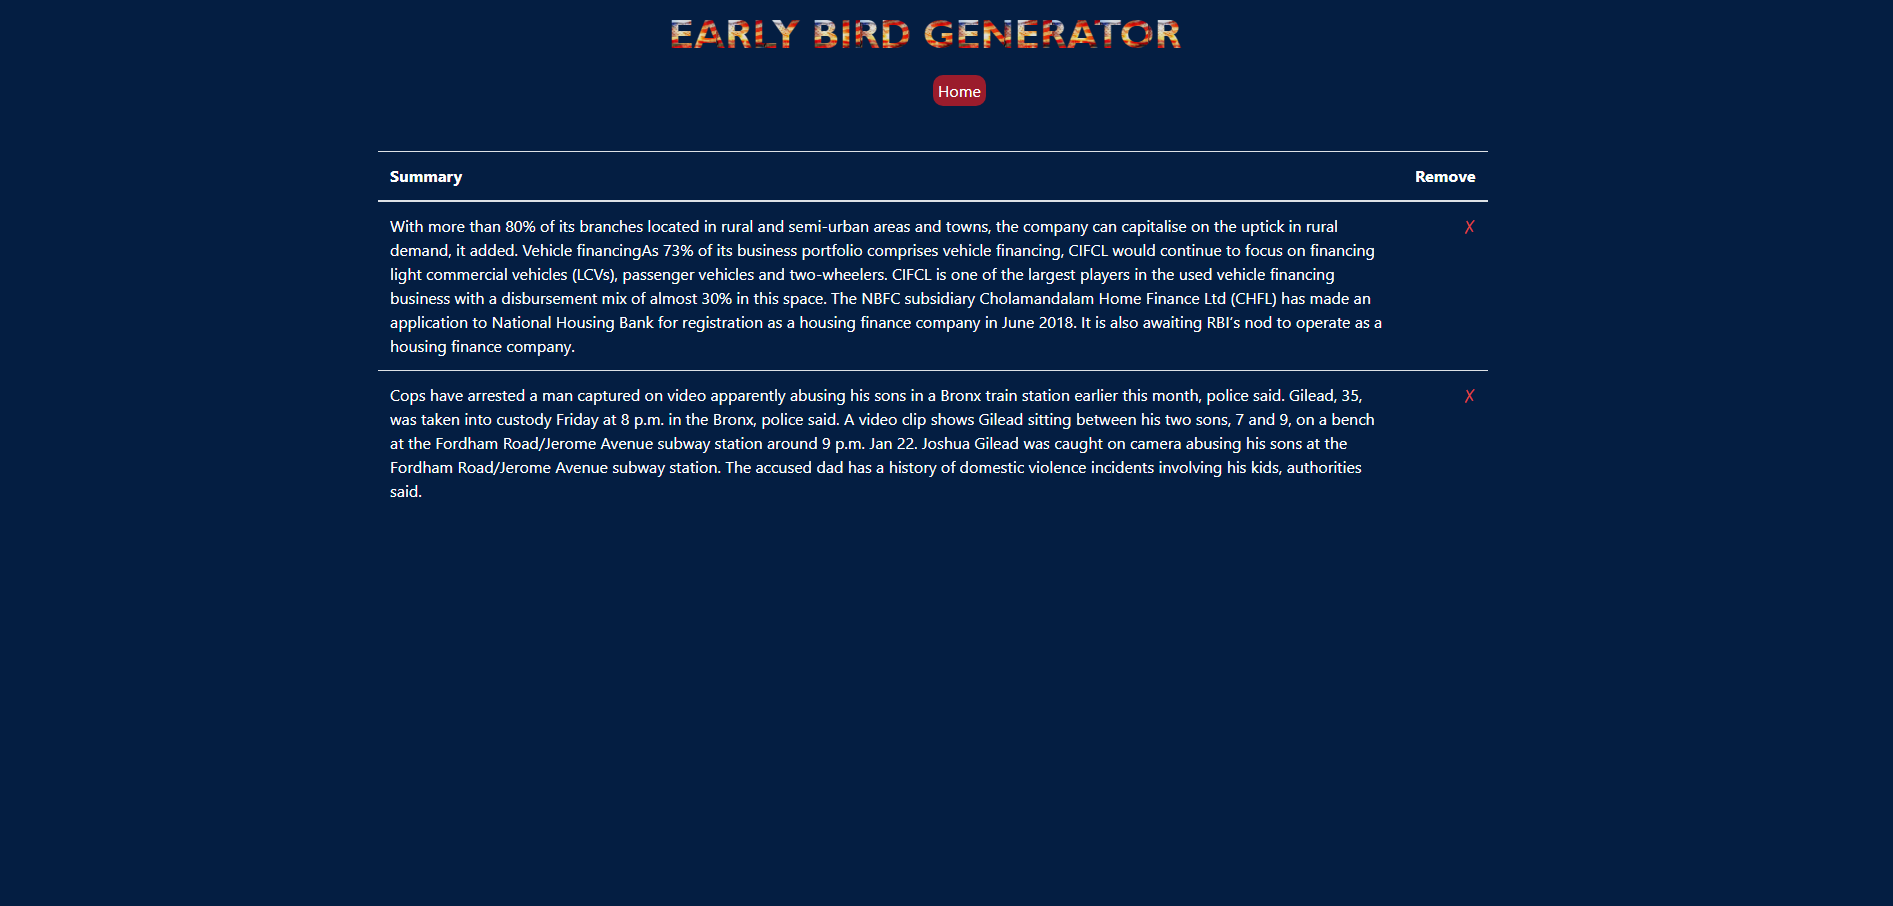 EARLY BIRD GENERATOR
Home
Summary Remove
With more than 80% of its branches located in rural and semi-urban areas and towns, the company can capitalise on the uptick in rural ✗
demand, it added. Vehicle financingAs 73% of its business portfolio comprises vehicle financing, CIFCL would continue to focus on financing
light commercial vehicles (LCVs), passenger vehicles and two-wheelers. CIFCL is one of the largest players in the used vehicle financing
business with a disbursement mix of almost 30% in this space. The NBFC subsidiary Cholamandalam Home Finance Ltd (CHFL) has made an
application to National Housing Bank for registration as a housing finance company in June 2018. It is also awaiting RBI's nod to operate as a
housing finance company.
Cops have arrested a man captured on video apparently abusing his sons in a Bronx train station earlier this month, police said. Gilead, 35, ✗
was taken into custody Friday at 8 p.m. in the Bronx, police said. A video clip shows Gilead sitting between his two sons, 7 and 9, on a bench
at the Fordham Road/Jerome Avenue subway station around 9 p.m. Jan 22. Joshua Gilead was caught on camera abusing his sons at the
Fordham Road/Jerome Avenue subway station. The accused dad has a history of domestic violence incidents involving his kids, authorities
said.